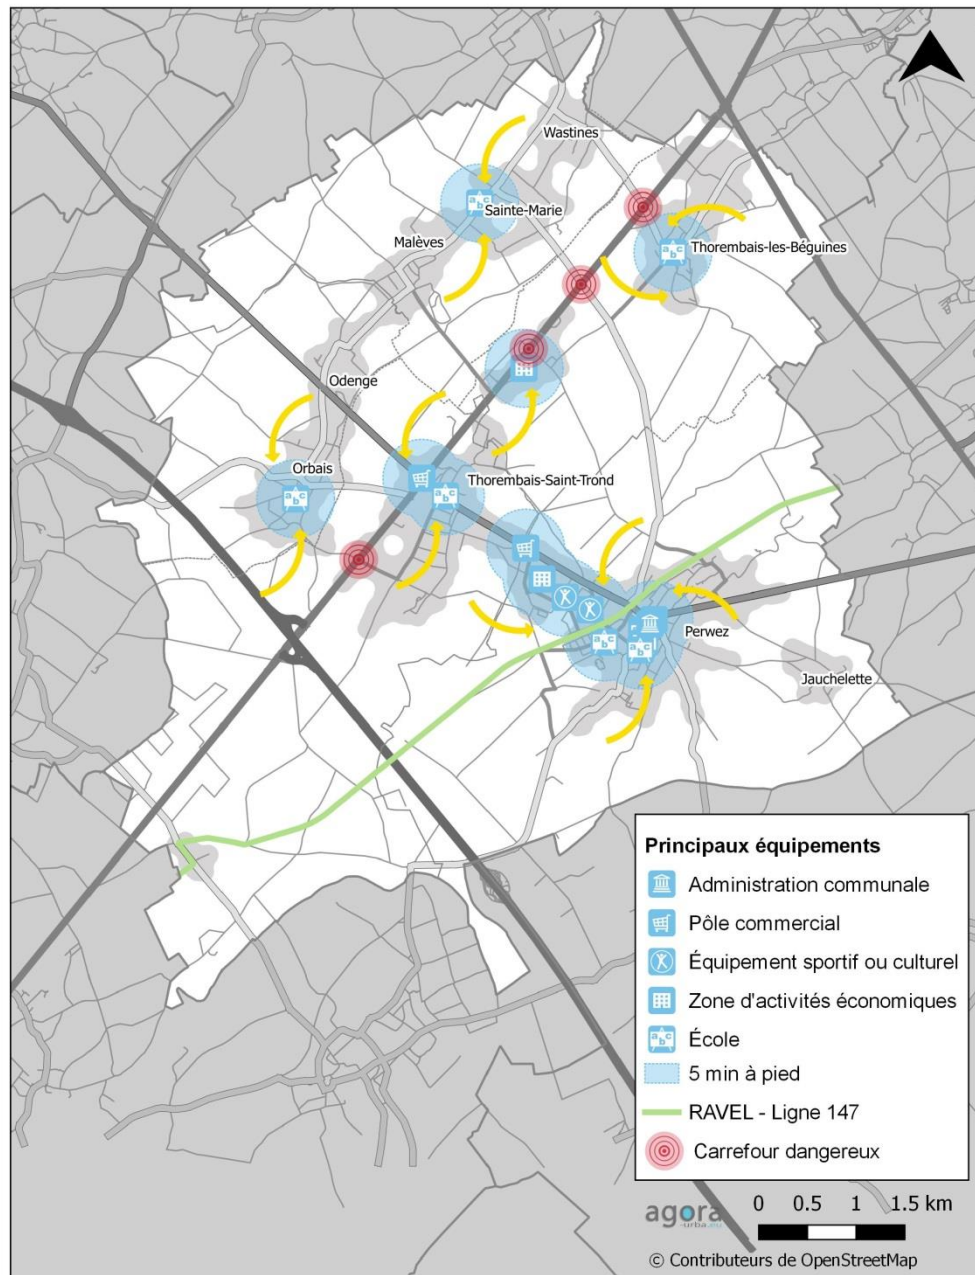 Wastines
Sainte-Marie
Malèves
Thorembais-les-Béguines
Odenge
Orbais
Thorembais-Saint-Trond
Perwez
Jauchelette
Principaux équipements
Administration communale
Pôle commercial
Équipement sportif ou culturel
Zone d'activités économiques
École
5 min à pied
RAVEL - Ligne 147
Carrefour dangereux
agora
-urba.eu
0 0.5 1 1.5 km
© Contributeurs de OpenStreetMap